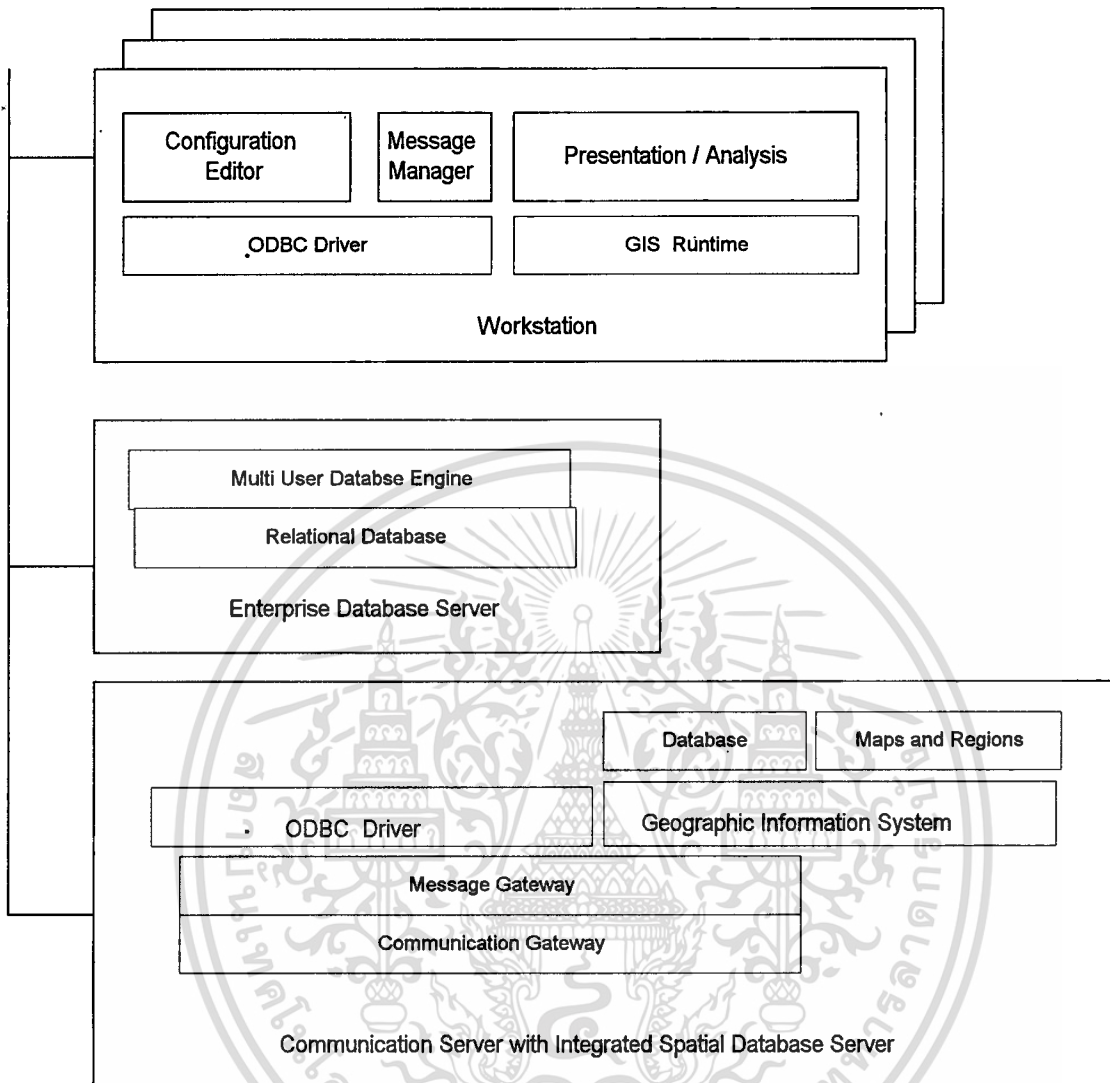 Configuration
Editor
Message
Manager
Presentation / Analysis
ODBC Driver
GIS Runtime
Workstation
Multi User Databse Engine
Relational Database
Enterprise Database Server
Database
Maps and Regions
ODBC Driver
Geographic Information System
Message Gateway
Communication Gateway
Communication Server with Integrated Spatial Database Server